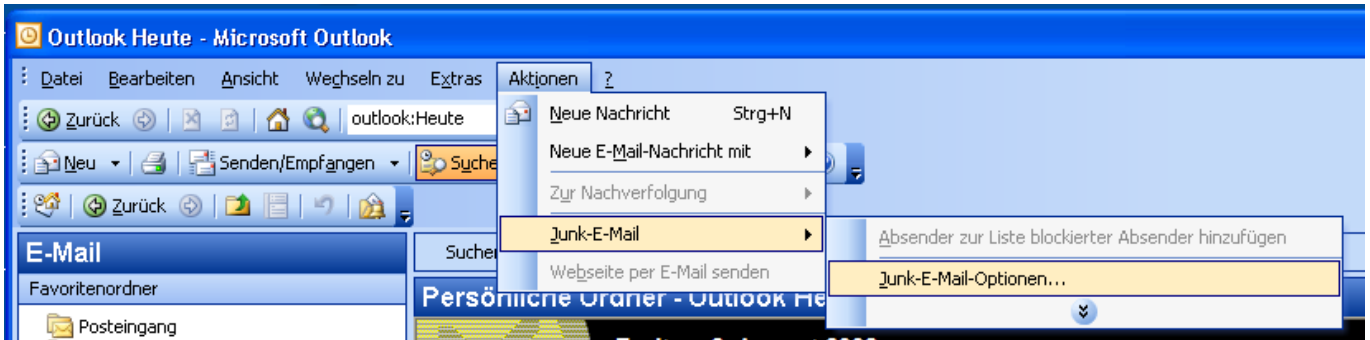 Outlook Heute - Microsoft Outlook
Datei Bearbeiten Ansicht Wechseln zu Extras Aktionen ?
Zurück outlook:Heute
Neue Nachricht Strg+N
Neu Senden/Empfangen Suche
Neue E-Mail-Nachricht mit
Zurück
Zur Nachverfolgung
E-Mail
Suche
Junk-E-Mail
Absender zur Liste blockierter Absender hinzufügen
Webseite per E-Mail senden
Junk-E-Mail-Optionen...
Favoritenordner
Persönliche Ordner - Outlook He
Posteingang